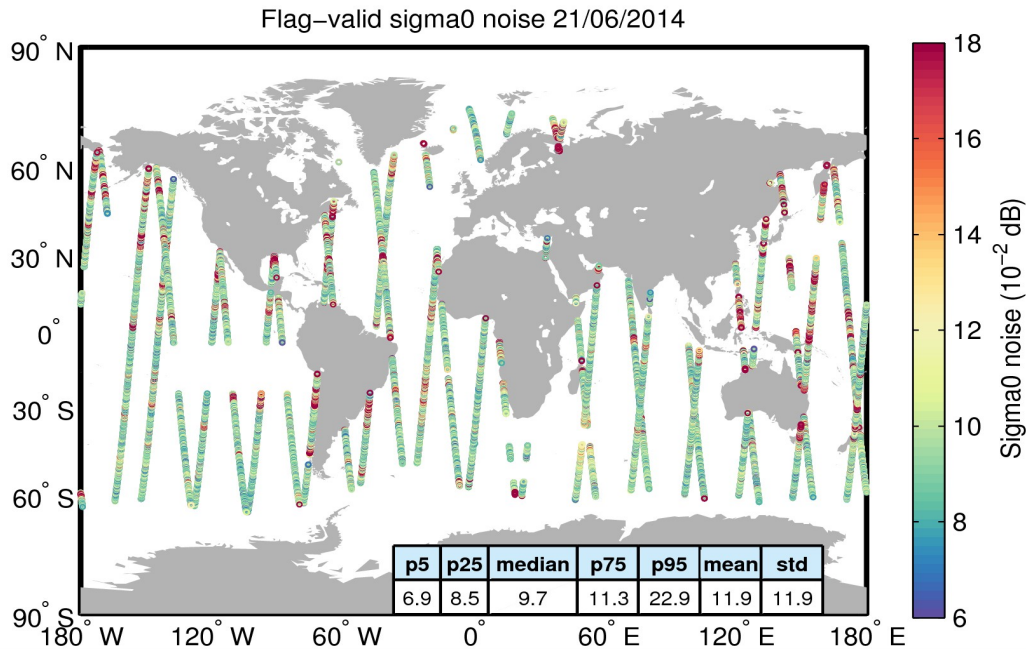 Flag−valid sigma0 noise 21/06/2014
90° N
60° N
30° N
0°
30° S
60° S
90° S
180° W
120° W
60° W
0°
60° E
120° E
180° E
p5 p25 median p75 p95 mean std
6.9 8.5 9.7 11.3 22.9 11.9 11.9
18
16
14
12
10
8
6
Sigma0 noise (10⁻² dB)